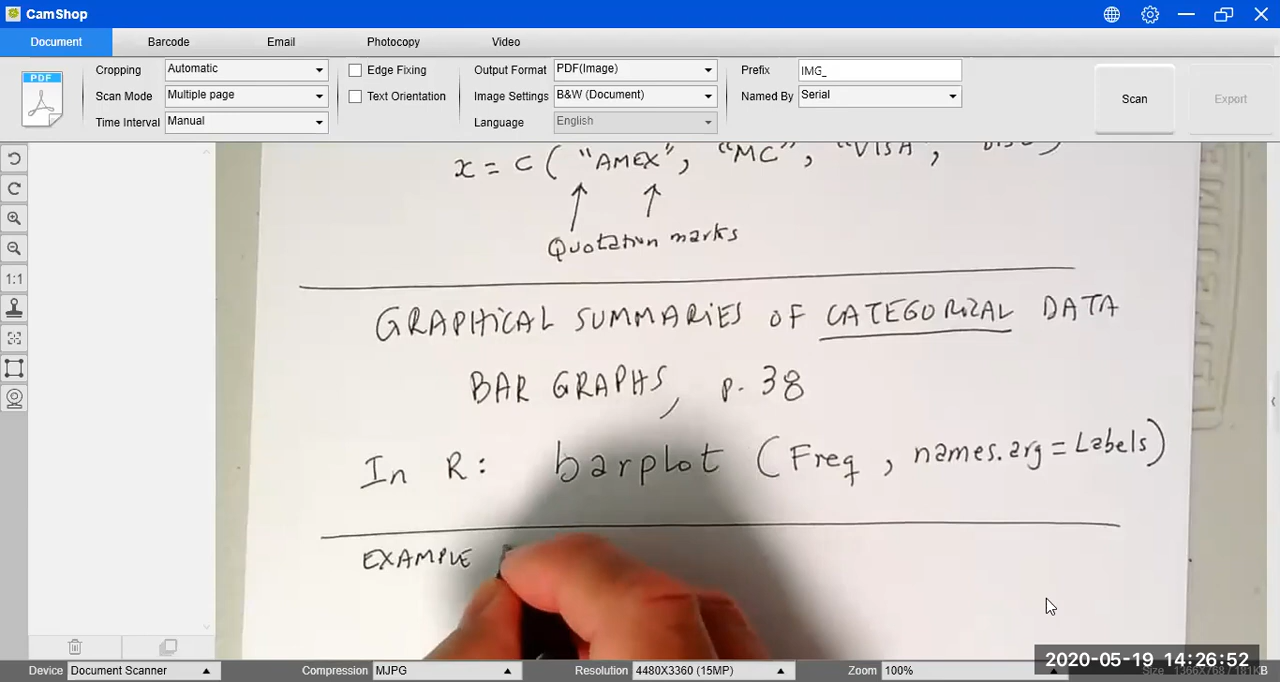 CamShop
Document Barcode Email Photocopy Video
PDF
Cropping Automatic
Scan Mode Multiple page
Time Interval Manual
Edge Fixing
Text Orientation
Output Format PDF(Image)
Image Settings B&W (Document)
Language English
Prefix IMG_
Named By Serial
Scan
Export
1:1
x = c ( "AMEX", "MC", "VISA",
Quotation marks
GRAPHICAL SUMMARIES OF CATEGORICAL DATA
BAR GRAPHS, p. 38
In R: barplot (Freq, names.arg = Labels)
EXAMPLE
2020-05-19 14:26:52
Device Document Scanner Compression MJPG Resolution 4480X3360 (15MP) Zoom 100%